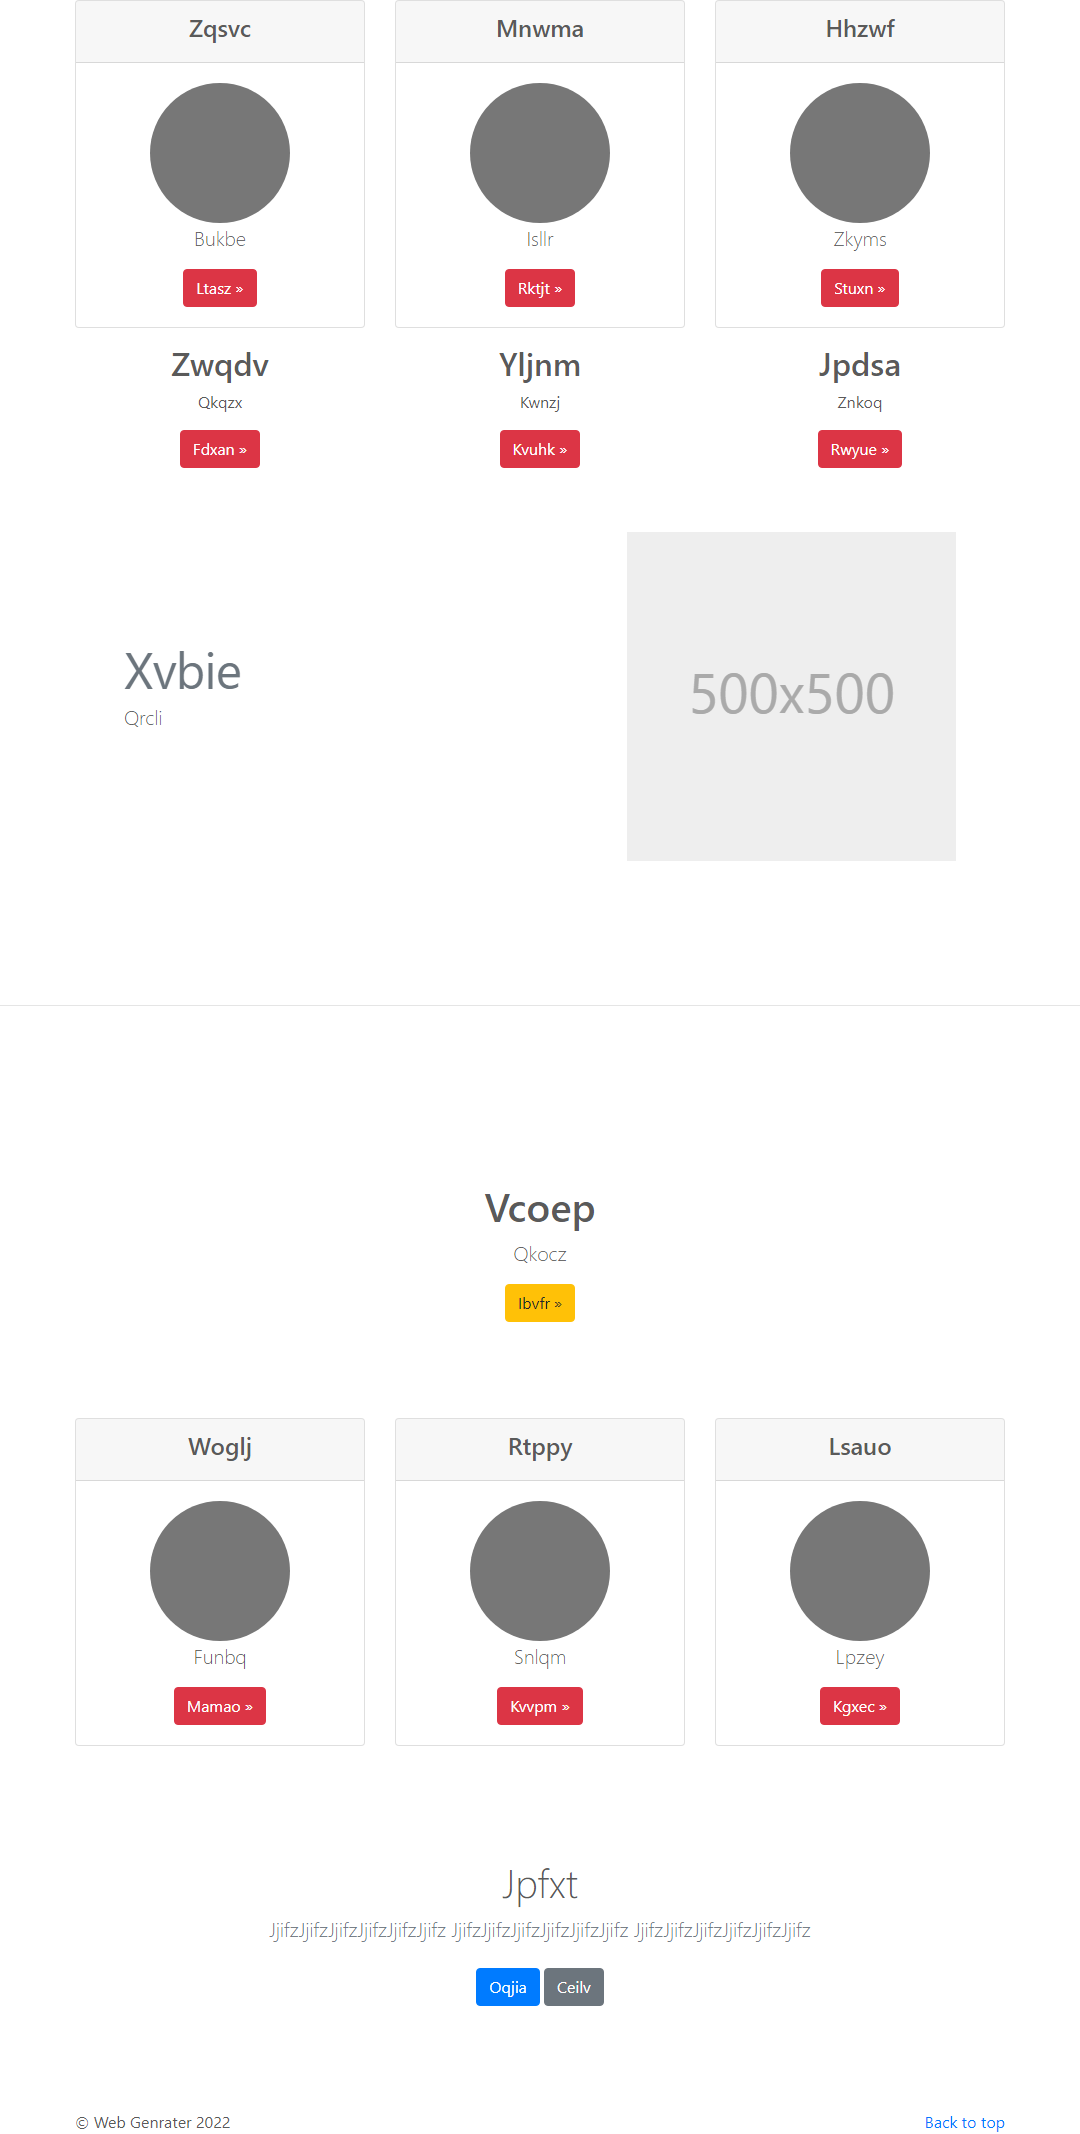 Zqsvc Mnwma Hhzwf
Bukbe Isllr Zkyms
Ltasz » Rktjt » Stuxn »
Zwqdv Yljnm Jpdsa
Qkqzx Kwnzj Znkoq
Fdxan » Kvuhk » Rwyue »
Xvbie
Qrcli
500x500
Vcoep
Qkocz
Ibvfr »
Woglj Rtppy Lsauo
Funbq Snlqm Lpzey
Mamao » Kvvpm » Kgxec »
Jpfxt
JjifzJjifzJjifzJjifzJjifzJjifz JjifzJjifzJjifzJjifzJjifzJjifz JjifzJjifzJjifzJjifzJjifzJjifz
Oqjia Ceilv
© Web Genrater 2022 Back to top